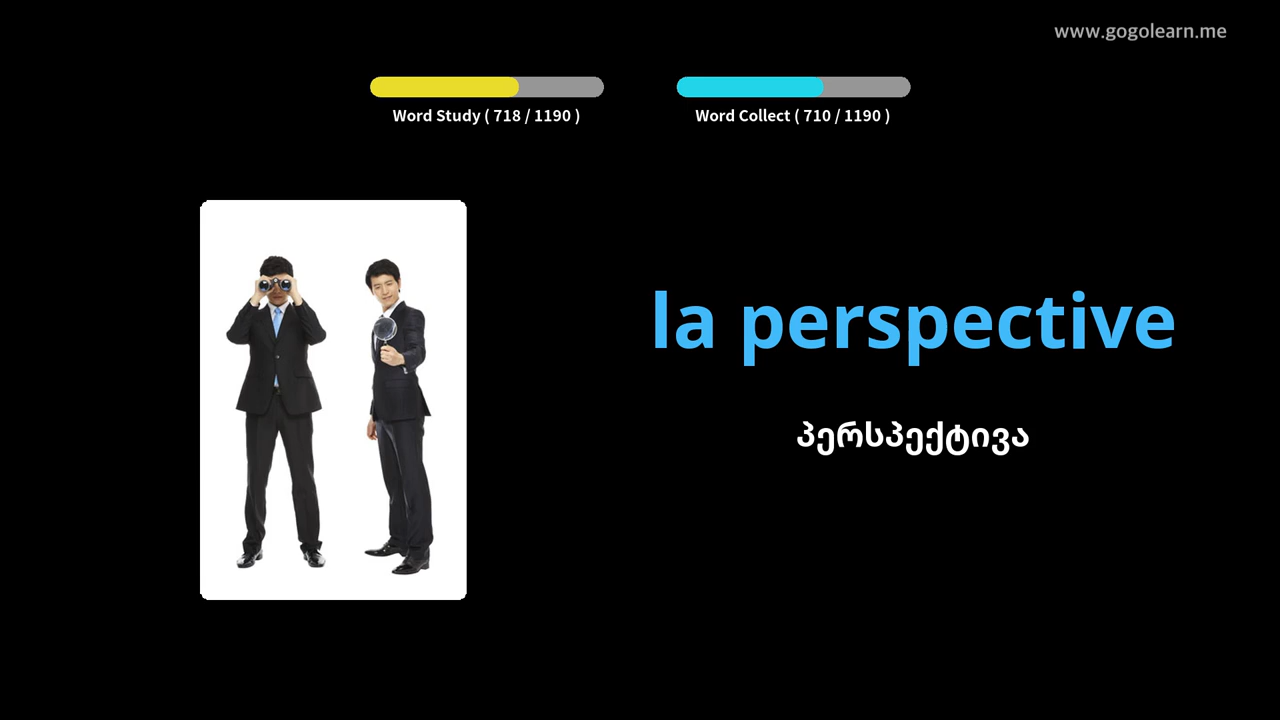 www.gogolearn.me
Word Study ( 718 / 1190 )
Word Collect ( 710 / 1190 )
la perspective
პერსპექტივა